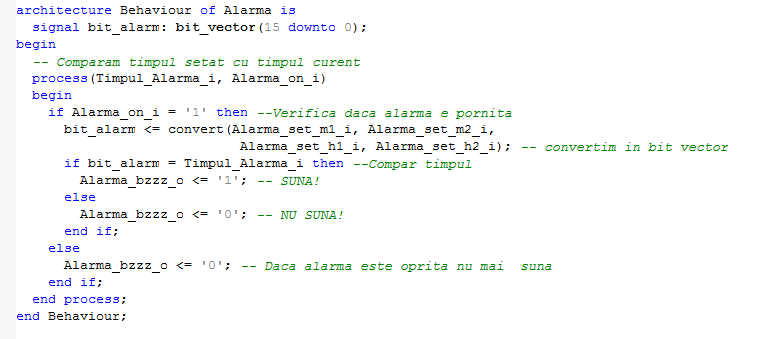 architecture Behaviour of Alarma is
  signal bit_alarm: bit_vector(15 downto 0);
begin
  -- Comparam timpul setat cu timpul curent
  process(Timpul_Alarma_i, Alarma_on_i)
  begin
    if Alarma_on_i = '1' then --Verifica daca alarma e pornita
      bit_alarm <= convert(Alarma_set_m1_i, Alarma_set_m2_i,
                            Alarma_set_h1_i, Alarma_set_h2_i); -- convertim in bit vector
      if bit_alarm = Timpul_Alarma_i then --Compar timpul
        Alarma_bzzz_o <= '1'; -- SUNA!
      else
        Alarma_bzzz_o <= '0'; -- NU SUNA!
      end if;
    else
      Alarma_bzzz_o <= '0'; -- Daca alarma este oprita nu mai  suna
    end if;
  end process;
end Behaviour;